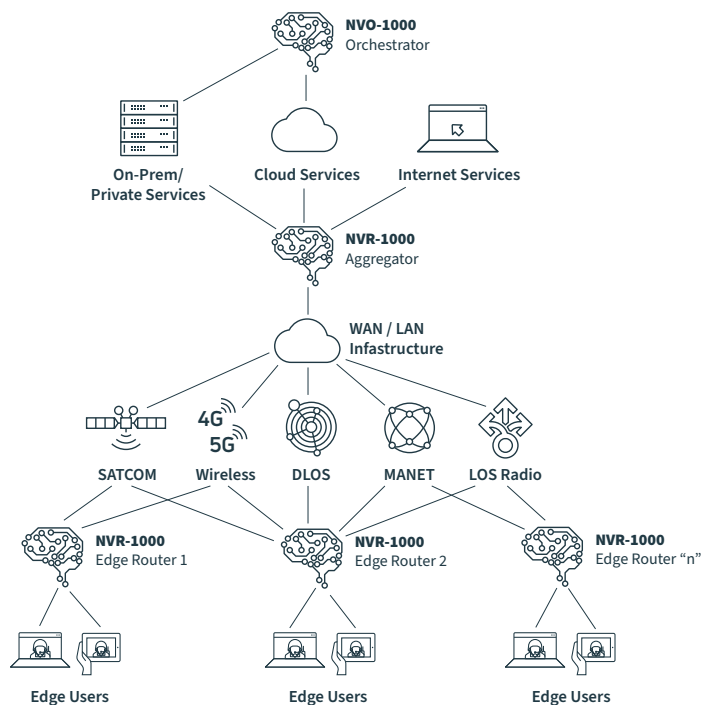 NVO-1000
Orchestrator
On-Prem/
Private Services
Cloud Services
Internet Services
NVR-1000
Aggregator
WAN / LAN
Infastructure
4G
5G
SATCOM
Wireless
DLOS
MANET
LOS Radio
NVR-1000
Edge Router 1
NVR-1000
Edge Router 2
NVR-1000
Edge Router “n”
Edge Users
Edge Users
Edge Users